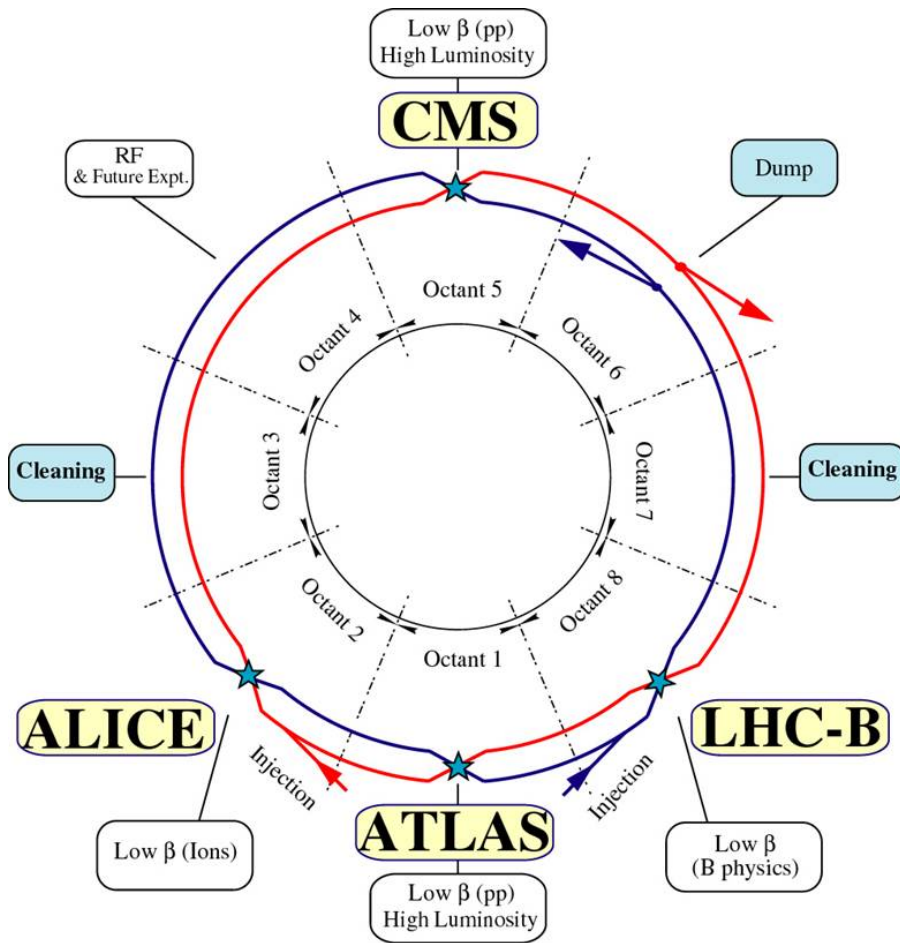 Low β (pp)
High Luminosity
CMS
RF
& Future Expt.
Dump
Octant 5
Octant 4
Octant 6
Cleaning
Octant 3
Octant 7
Cleaning
Octant 2
Octant 8
Octant 1
ALICE
LHC-B
Injection
Injection
ATLAS
Low β (Ions)
Low β
(B physics)
Low β (pp)
High Luminosity